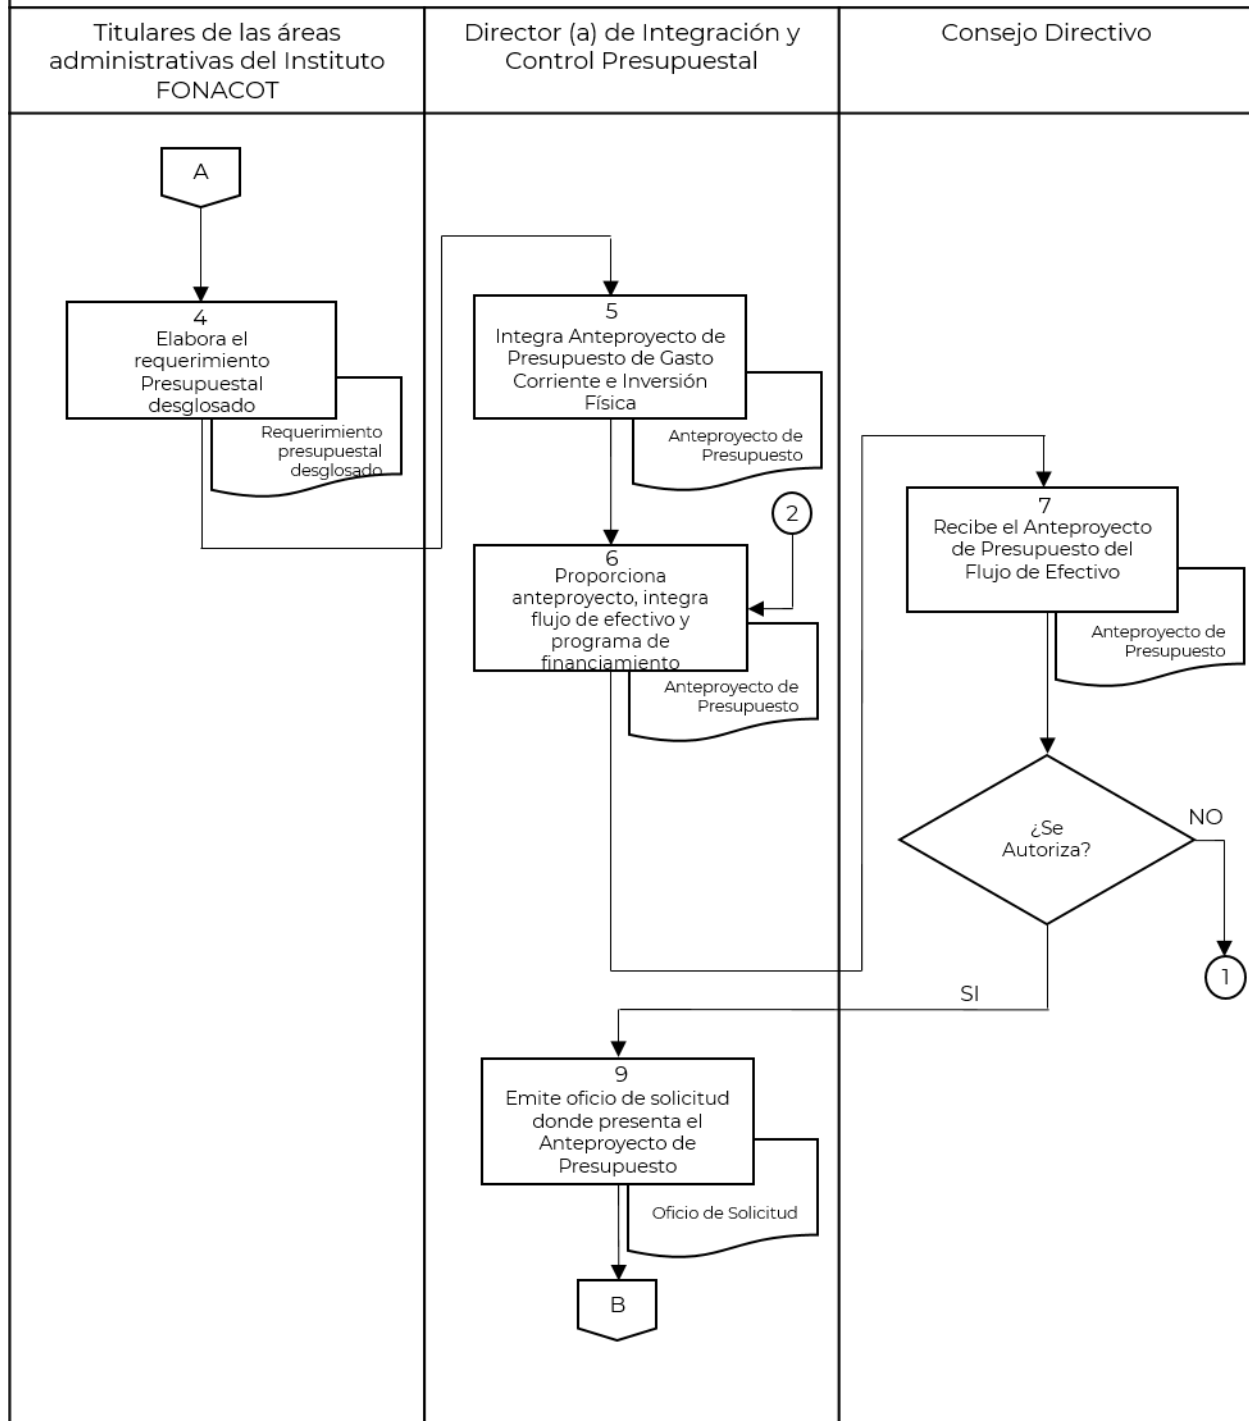 Titulares de las áreas
administrativas del Instituto
FONACOT
Director (a) de Integración y
Control Presupuestal
Consejo Directivo
A
4
Elabora el
requerimiento
Presupuestal
desglosado
Requerimiento
presupuestal
desglosado
5
Integra Anteproyecto de
Presupuesto de Gasto
Corriente e Inversión
Física
Anteproyecto de
Presupuesto
2
6
Proporciona
anteproyecto, integra
flujo de efectivo y
programa de
financiamiento
Anteproyecto de
Presupuesto
7
Recibe el Anteproyecto
de Presupuesto del
Flujo de Efectivo
Anteproyecto de
Presupuesto
¿Se
Autoriza?
NO
1
SI
9
Emite oficio de solicitud
donde presenta el
Anteproyecto de
Presupuesto
Oficio de Solicitud
B